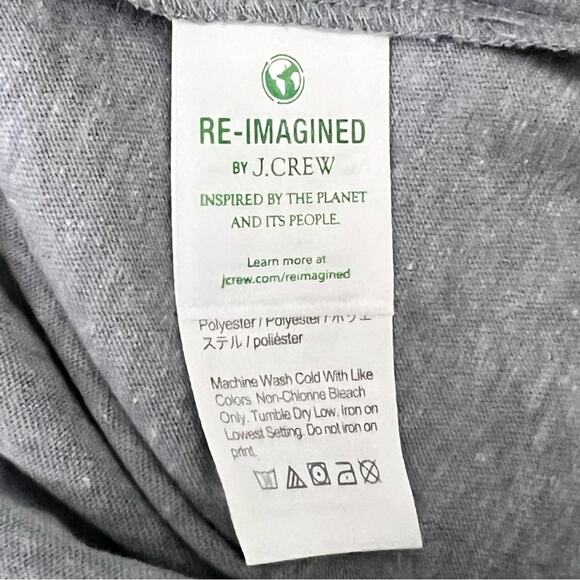 RE-IMAGINED
BY J.CREW
INSPIRED BY THE PLANET
AND ITS PEOPLE.
Learn more at
jcrew.com/reimagined
Polyester / Polyester / ポリエ
ステル / poliéster
Machine Wash Cold With Like
Colors. Non-Chlorine Bleach
Only. Tumble Dry Low. Iron on
Lowest Setting. Do not iron on
print.